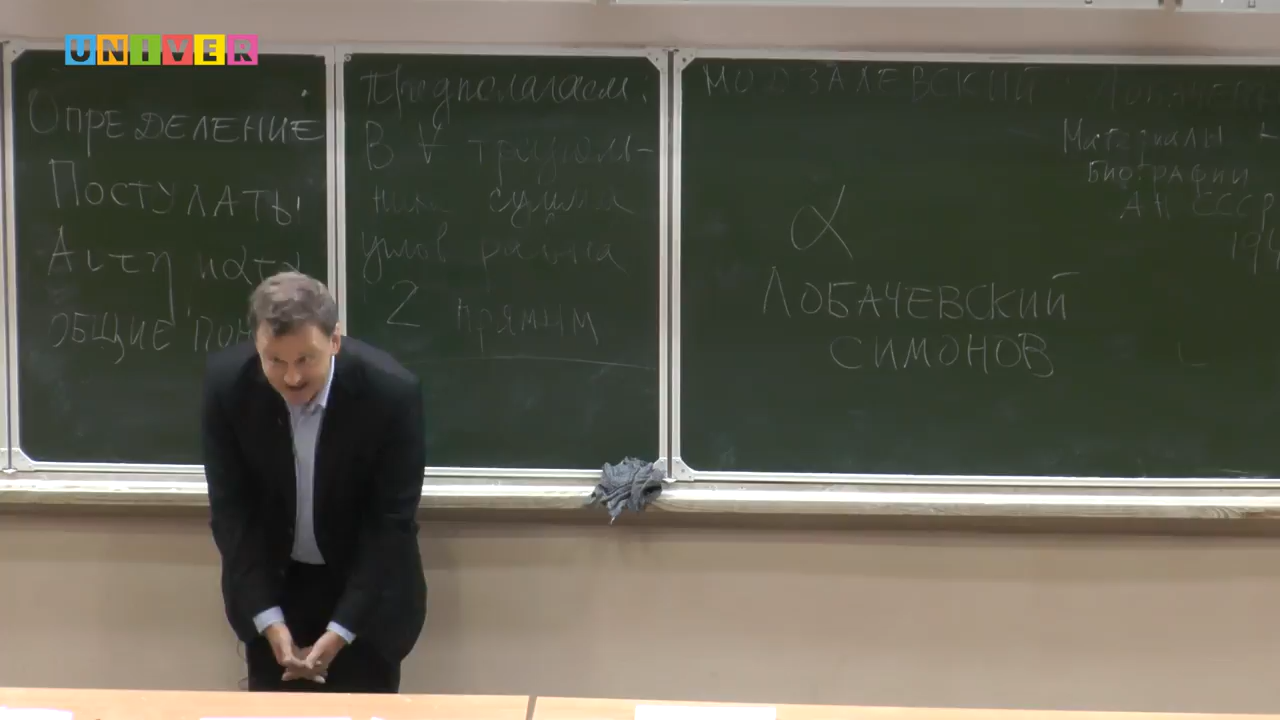 UNIVER
ОПРЕДЕЛЕНИЕ
ПОСТУЛАТЫ
ОБЩИЕ
Предполагаем:
В ∀ треуголь-
нике сумма
углов равна
2 прямым
МОДЗАЛЕВСКИЙ
Материалы
Биографии
АН СССР
α
ЛОБАЧЕВСКИЙ
СИМОНОВ